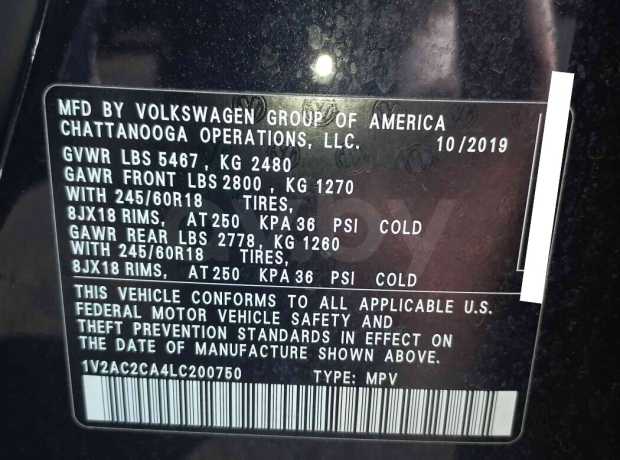 MFD BY VOLKSWAGEN GROUP OF AMERICA
CHATTANOOGA OPERATIONS, LLC. 10/2019
GVWR LBS 5467, KG 2480
GAWR FRONT LBS 2800, KG 1270
WITH 245/60R18 TIRES,
8JX18 RIMS, AT 250 KPA 36 PSI COLD
GAWR REAR LBS 2778, KG 1260
WITH 245/60R18 TIRES,
8JX18 RIMS, AT 250 KPA 36 PSI COLD
THIS VEHICLE CONFORMS TO ALL APPLICABLE U.S.
FEDERAL MOTOR VEHICLE SAFETY AND
THEFT PREVENTION STANDARDS IN EFFECT ON
THE DATE OF MANUFACTURE SHOWN ABOVE.
1V2AC2CA4LC200750 TYPE: MPV